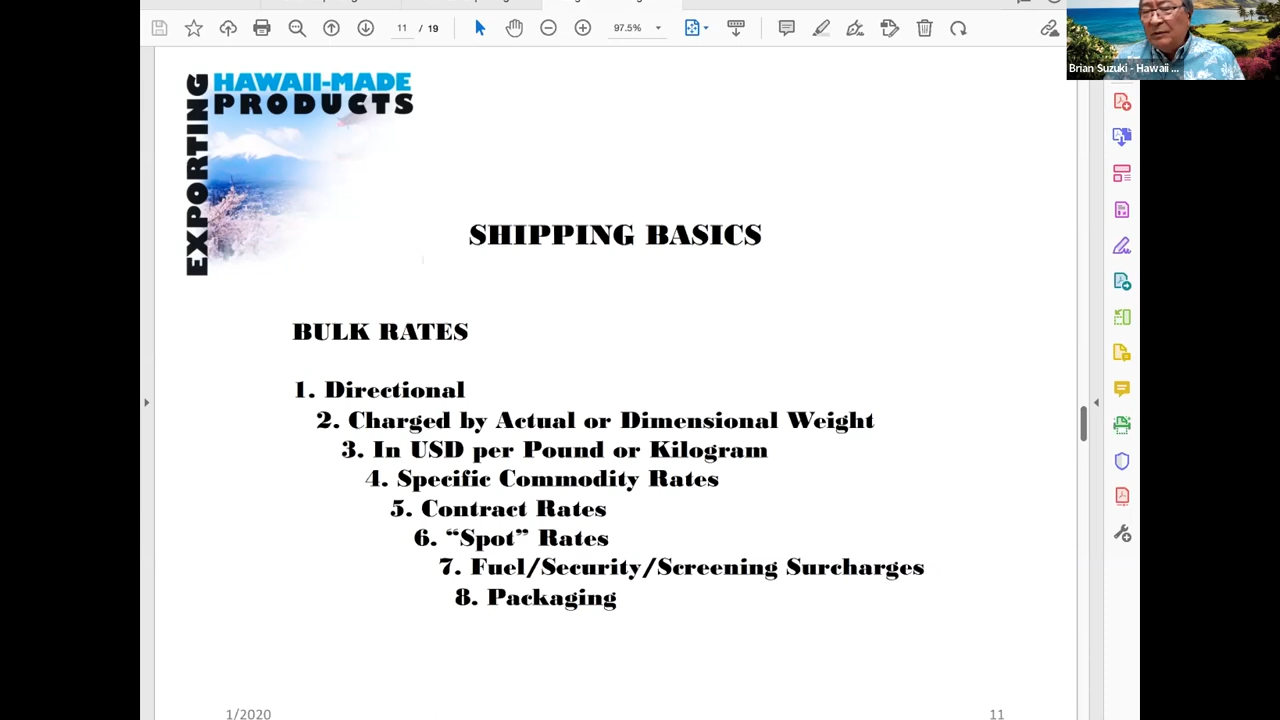 11 / 19
97.5%
Brian Suzuki - Hawaii ...
EXPORTING
HAWAII-MADE
PRODUCTS
SHIPPING BASICS
BULK RATES
1. Directional
2. Charged by Actual or Dimensional Weight
3. In USD per Pound or Kilogram
4. Specific Commodity Rates
5. Contract Rates
6. “Spot” Rates
7. Fuel/Security/Screening Surcharges
8. Packaging
1/2020
11